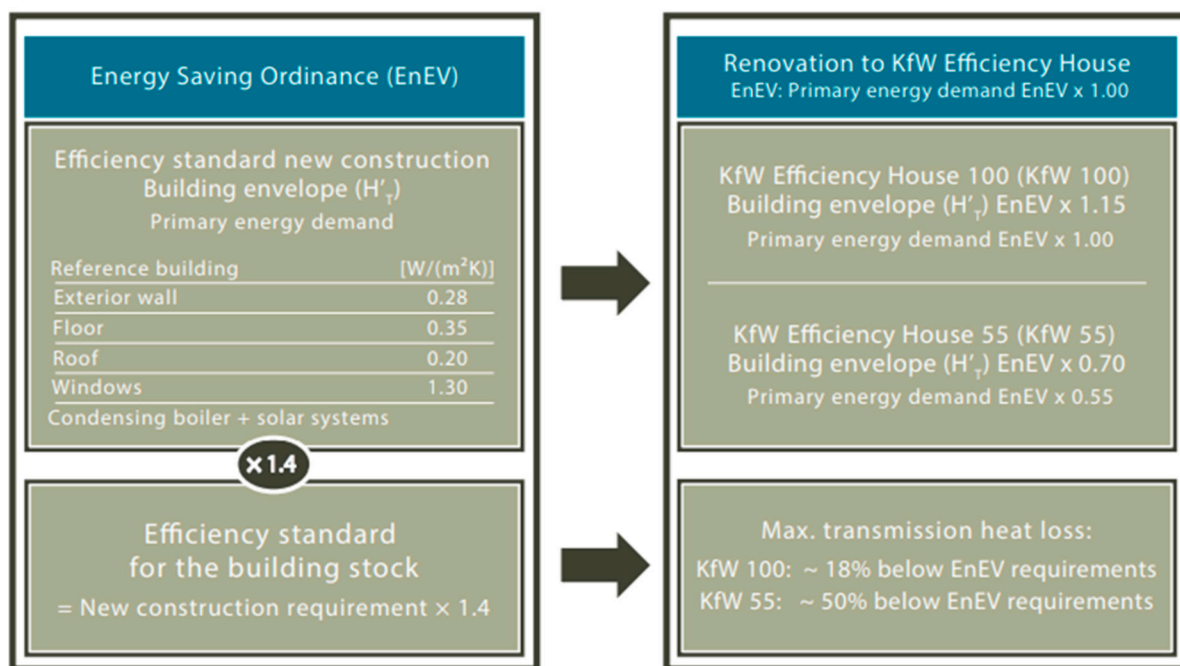 Energy Saving Ordinance (EnEV)
Efficiency standard new construction
Building envelope (H'T)
Primary energy demand
Reference building [W/(m²K)]
Exterior wall 0.28
Floor 0.35
Roof 0.20
Windows 1.30
Condensing boiler + solar systems
×1.4
Efficiency standard
for the building stock
= New construction requirement × 1.4
Renovation to KfW Efficiency House
EnEV: Primary energy demand EnEV x 1.00
KfW Efficiency House 100 (KfW 100)
Building envelope (H'T) EnEV x 1.15
Primary energy demand EnEV x 1.00
KfW Efficiency House 55 (KfW 55)
Building envelope (H'T) EnEV x 0.70
Primary energy demand EnEV x 0.55
Max. transmission heat loss:
KfW 100: ~ 18% below EnEV requirements
KfW 55: ~ 50% below EnEV requirements